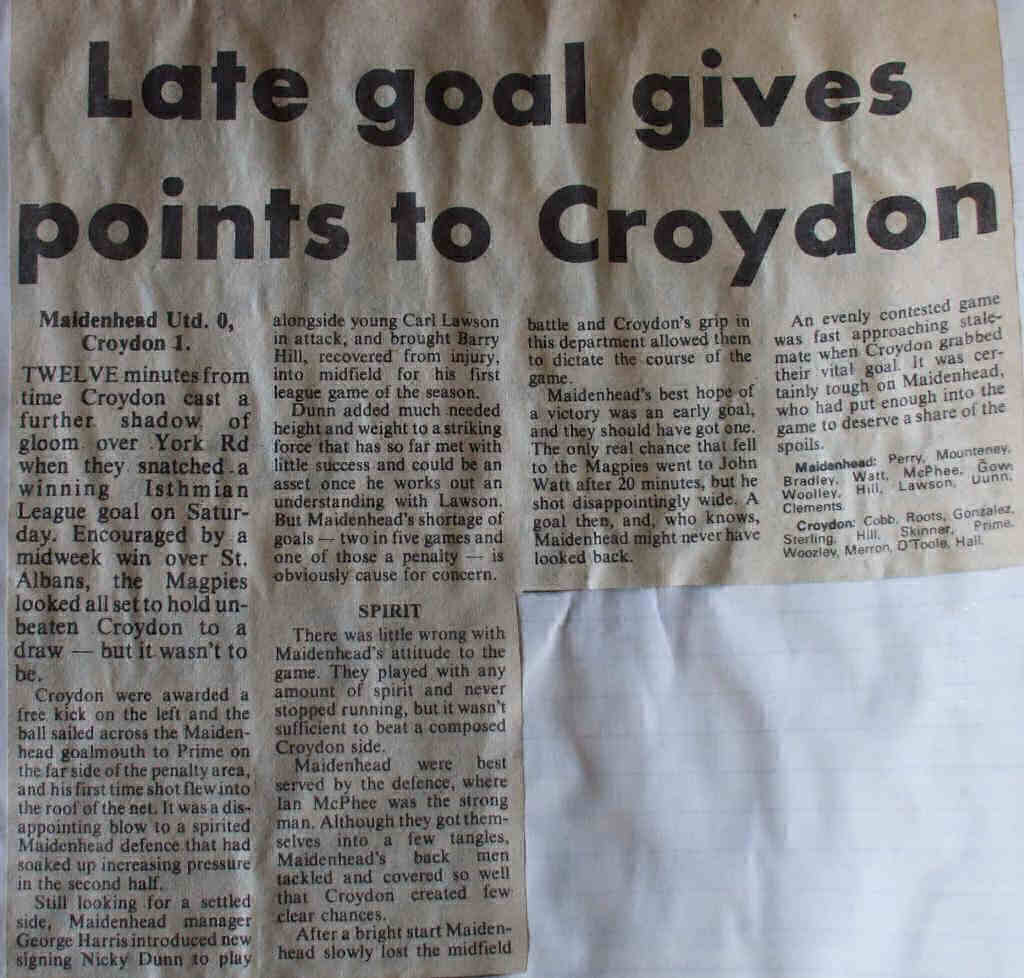 Late goal gives
points to Croydon
Maidenhead Utd. 0,
Croydon 1.
TWELVE minutes from
time Croydon cast a
further shadow of
gloom over York Rd
when they snatched a
winning Isthmian
League goal on Satur-
day. Encouraged by a
midweek win over St.
Albans, the Magpies
looked all set to hold un-
beaten Croydon to a
draw — but it wasn't to
be.
Croydon were awarded a
free kick on the left and the
ball sailed across the Maiden-
head goalmouth to Prime on
the far side of the penalty area,
and his first time shot flew into
the roof of the net. It was a dis-
appointing blow to a spirited
Maidenhead defence that had
soaked up increasing pressure
in the second half.
Still looking for a settled
side, Maidenhead manager
George Harris introduced new
signing Nicky Dunn to play
alongside young Carl Lawson
in attack, and brought Barry
Hill, recovered from injury,
into midfield for his first
league game of the season.
Dunn added much needed
height and weight to a striking
force that has so far met with
little success and could be an
asset once he works out an
understanding with Lawson.
But Maidenhead's shortage of
goals — two in five games and
one of those a penalty — is
obviously cause for concern.
SPIRIT
There was little wrong with
Maidenhead's attitude to the
game. They played with any
amount of spirit and never
stopped running, but it wasn't
sufficient to beat a composed
Croydon side.
Maidenhead were best
served by the defence, where
Ian McPhee was the strong
man. Although they got them-
selves into a few tangles,
Maidenhead's back men
tackled and covered so well
that Croydon created few
clear chances.
After a bright start Maiden-
head slowly lost the midfield
battle and Croydon's grip in
this department allowed them
to dictate the course of the
game.
Maidenhead's best hope of
a victory was an early goal,
and they should have got one.
The only real chance that fell
to the Magpies went to John
Watt after 20 minutes, but he
shot disappointingly wide. A
goal then, and, who knows,
Maidenhead might never have
looked back.
An evenly contested game
was fast approaching stale-
mate when Croydon grabbed
their vital goal. It was cer-
tainly tough on Maidenhead,
who had put enough into the
game to deserve a share of the
spoils.
Maidenhead: Perry, Mounteney,
Bradley, Watt, McPhee, Gow,
Woolley, Hill, Lawson, Dunn,
Clements.
Croydon: Cobb, Roots, Gonzalez,
Sterling, Hill, Skinner, Prime,
Woozley, Merron, O'Toole, Hall.